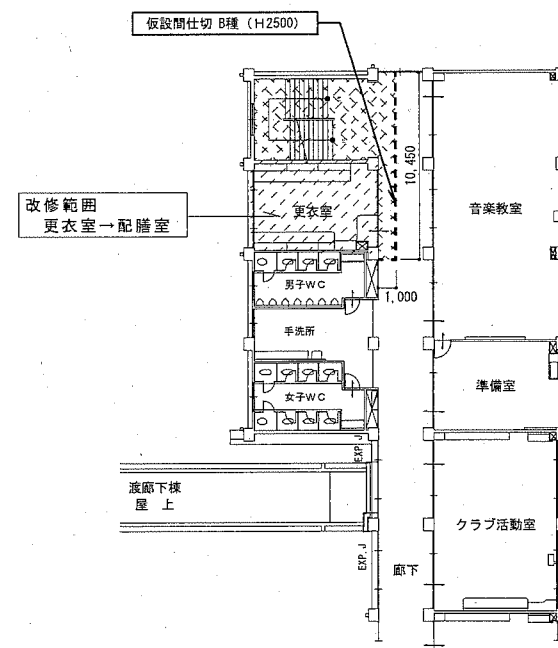 仮設間仕切 B種 (H2500)
10,450
改修範囲
更衣室→配膳室
更衣室
音楽教室
男子WC
1,000
手洗所
準備室
女子WC
EXP.J
渡廊下棟
屋上
クラブ活動室
EXP.J
廊下